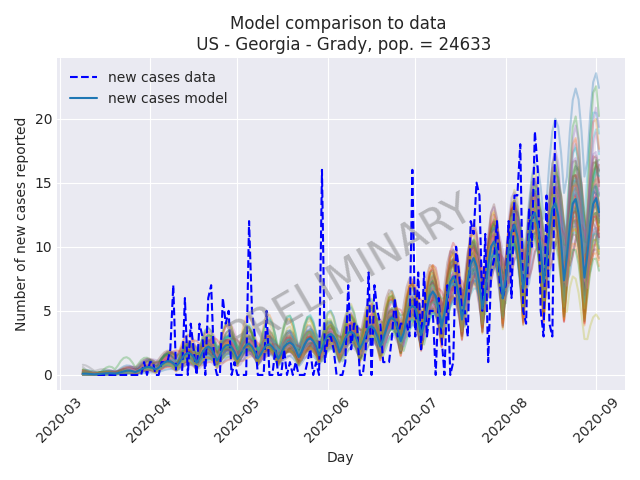 Model comparison to data
US - Georgia - Grady, pop. = 24633
new cases data
new cases model
PRELIMINARY
Number of new cases reported
20
15
10
5
0
2020-03
2020-04
2020-05
2020-06
2020-07
2020-08
2020-09
Day